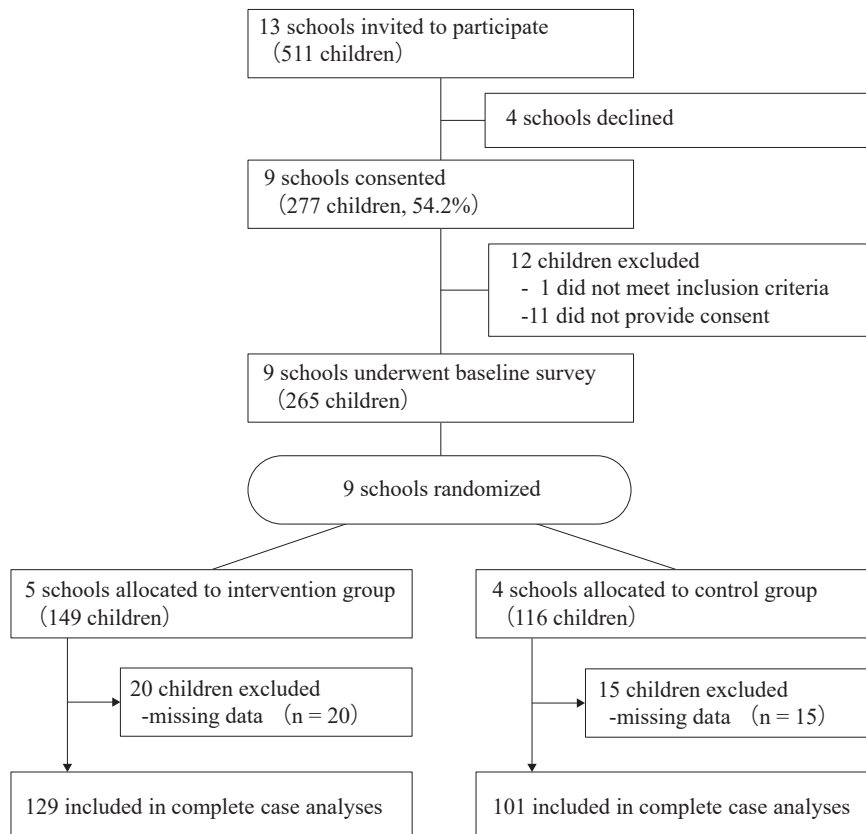 13 schools invited to participate
（511 children）
4 schools declined
9 schools consented
（277 children, 54.2%）
12 children excluded
- 1 did not meet inclusion criteria
-11 did not provide consent
9 schools underwent baseline survey
（265 children）
9 schools randomized
5 schools allocated to intervention group
（149 children）
4 schools allocated to control group
（116 children）
20 children excluded
-missing data （n = 20）
15 children excluded
-missing data （n = 15）
129 included in complete case analyses
101 included in complete case analyses